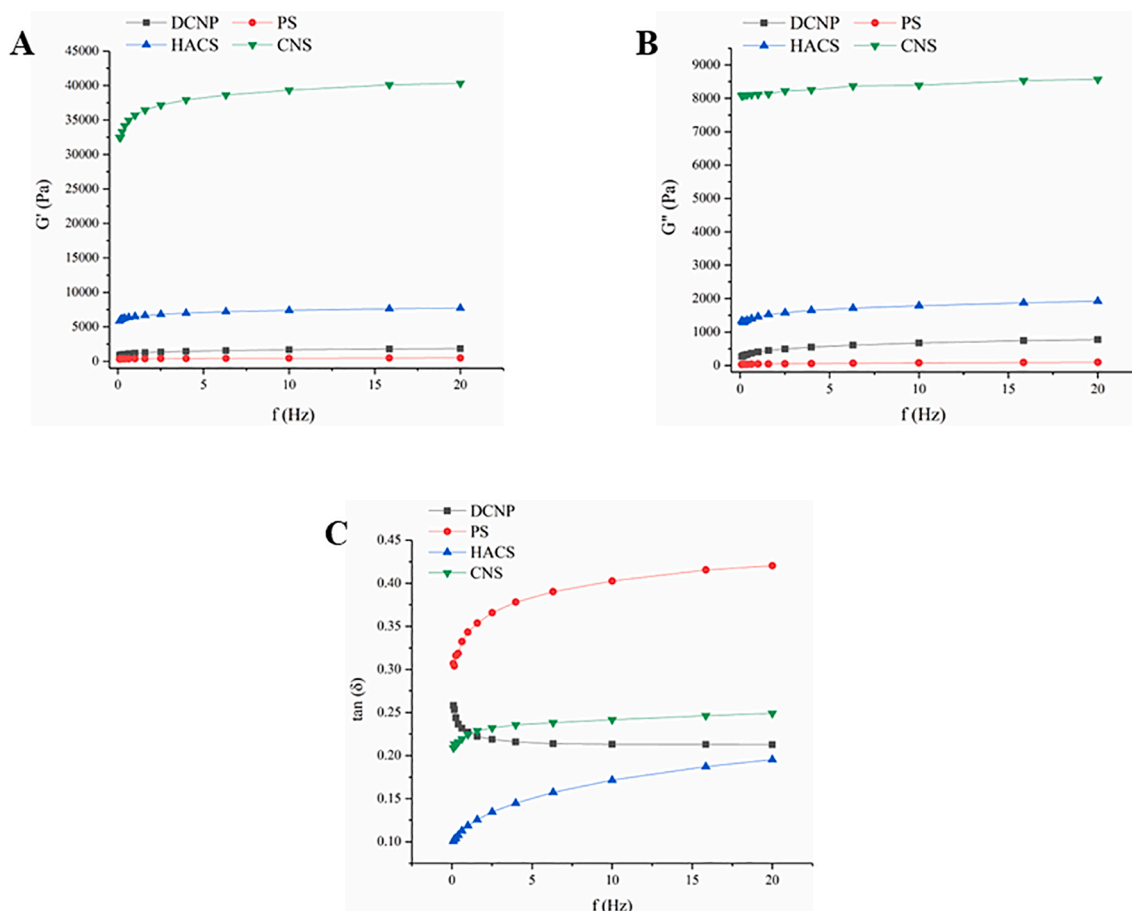 A
DCNP PS
HACS CNS
45000
40000
35000
30000
25000
20000
15000
10000
5000
0
G' (Pa)
0 5 10 15 20
f (Hz)
B
DCNP PS
HACS CNS
9000
8000
7000
6000
5000
4000
3000
2000
1000
0
G" (Pa)
0 5 10 15 20
f (Hz)
C
DCNP
PS
HACS
CNS
0.45
0.40
0.35
0.30
0.25
0.20
0.15
0.10
tan (δ)
0 5 10 15 20
f (Hz)